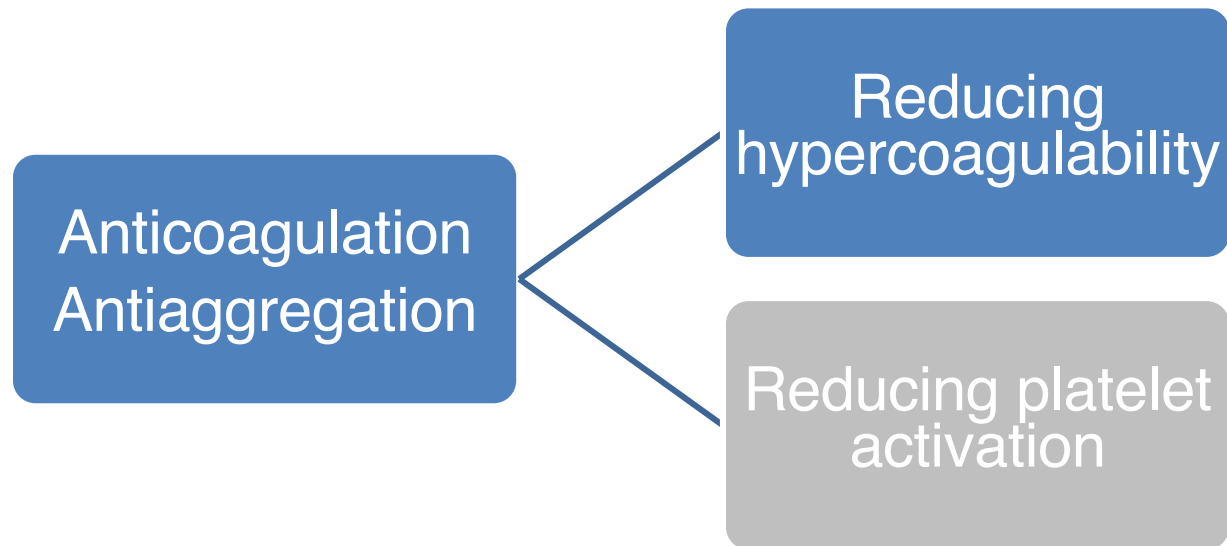 Anticoagulation
Antiaggregation
Reducing
hypercoagulability
Reducing platelet
activation